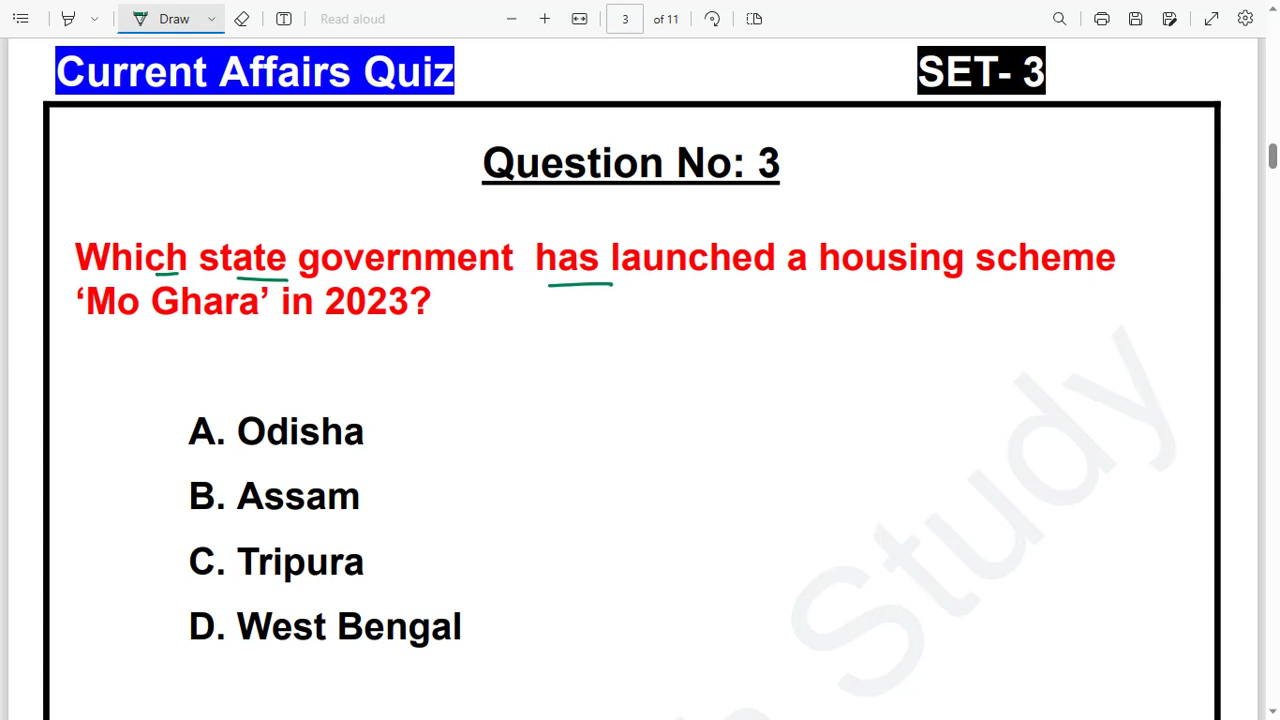 Draw
Read aloud
3 of 11
Current Affairs Quiz
SET- 3
Question No: 3
Which state government has launched a housing scheme
‘Mo Ghara’ in 2023?
A. Odisha
B. Assam
C. Tripura
D. West Bengal
Study